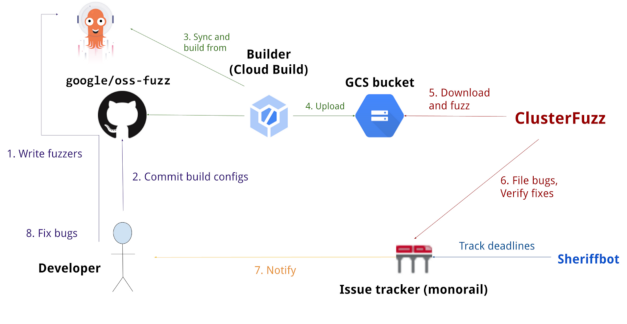 3. Sync and
build from
Builder
(Cloud Build)
google/oss-fuzz
GCS bucket
4. Upload
5. Download
and fuzz
ClusterFuzz
1. Write fuzzers
2. Commit build configs
6. File bugs,
Verify fixes
8. Fix bugs
Track deadlines
Sheriffbot
Developer
7. Notify
Issue tracker (monorail)